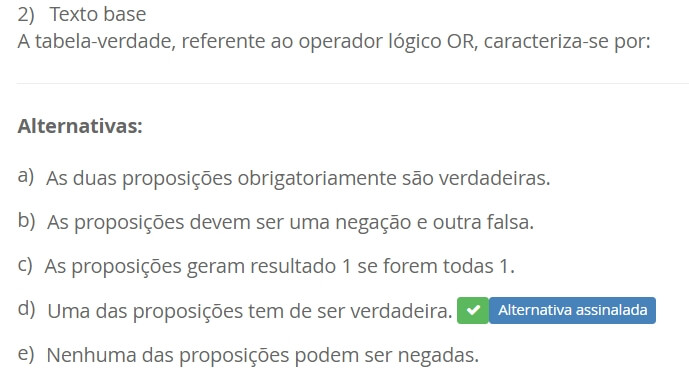 2) Texto base
A tabela-verdade, referente ao operador lógico OR, caracteriza-se por:
Alternativas:
a) As duas proposições obrigatoriamente são verdadeiras.
b) As proposições devem ser uma negação e outra falsa.
c) As proposições geram resultado 1 se forem todas 1.
d) Uma das proposições tem de ser verdadeira. Alternativa assinalada
e) Nenhuma das proposições podem ser negadas.